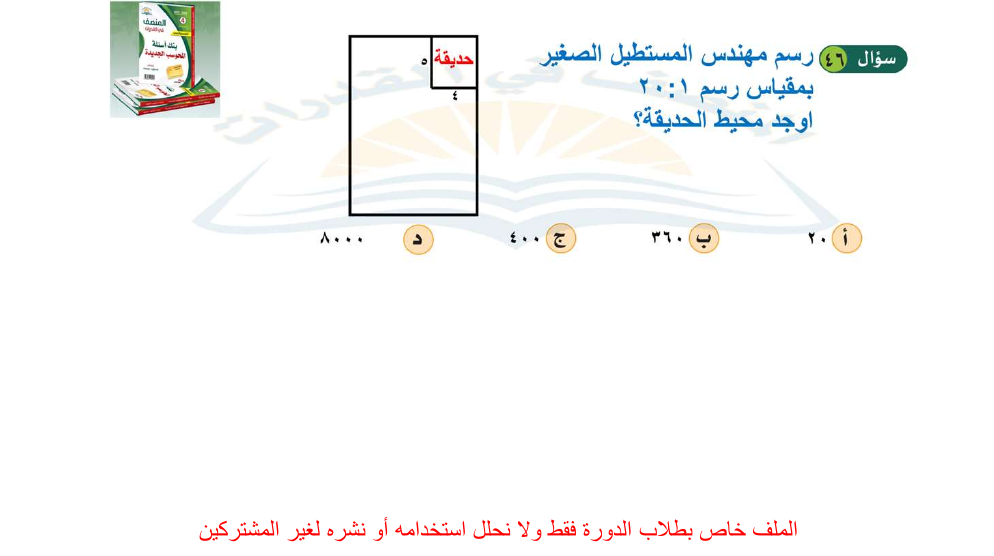 سؤال ٤٦
رسم مهندس المستطيل الصغير
بمقياس رسم ١ : ٢٠
اوجد محيط الحديقة؟
حديقة
٥
٤
أ ٢٠
ب ٣٦٠
ج ٤٠٠
د ٨٠٠٠
المنصف
بنك أسئلة
المحوسب الجديدة
الملف خاص بطلاب الدورة فقط ولا نحلل استخدامه أو نشره لغير المشتركين